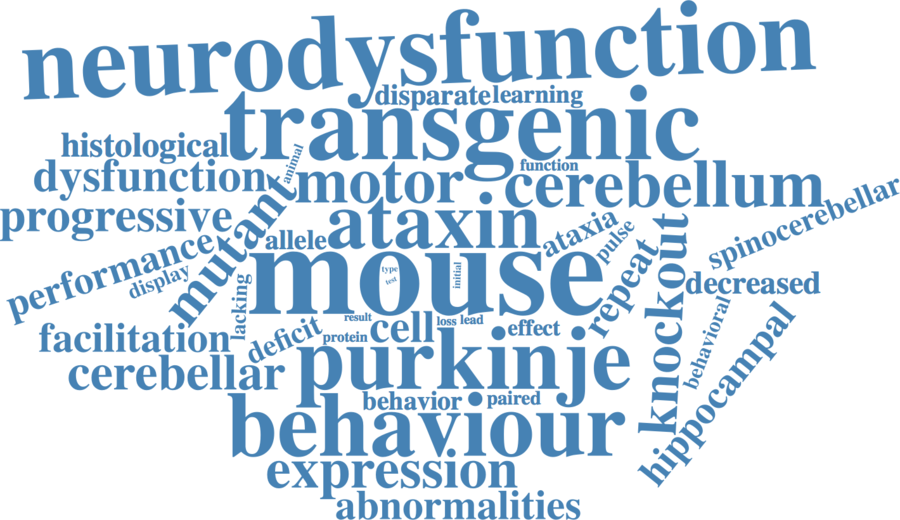 neurodysfunction
disparate
learning
transgenic
histological
animal
function
dysfunction
motor
cerebellum
progressive
mutant
ataxin
ataxia
spinocerebellar
allele
pulse
performance
display
mouse
type
test
initial
repeat
knockout
decreased
lacking
result
loss
lead
facilitation
deficit
protein
cell
effect
behavioral
hippocampal
cerebellar
purkinje
behavior
paired
behaviour
expression
abnormalities